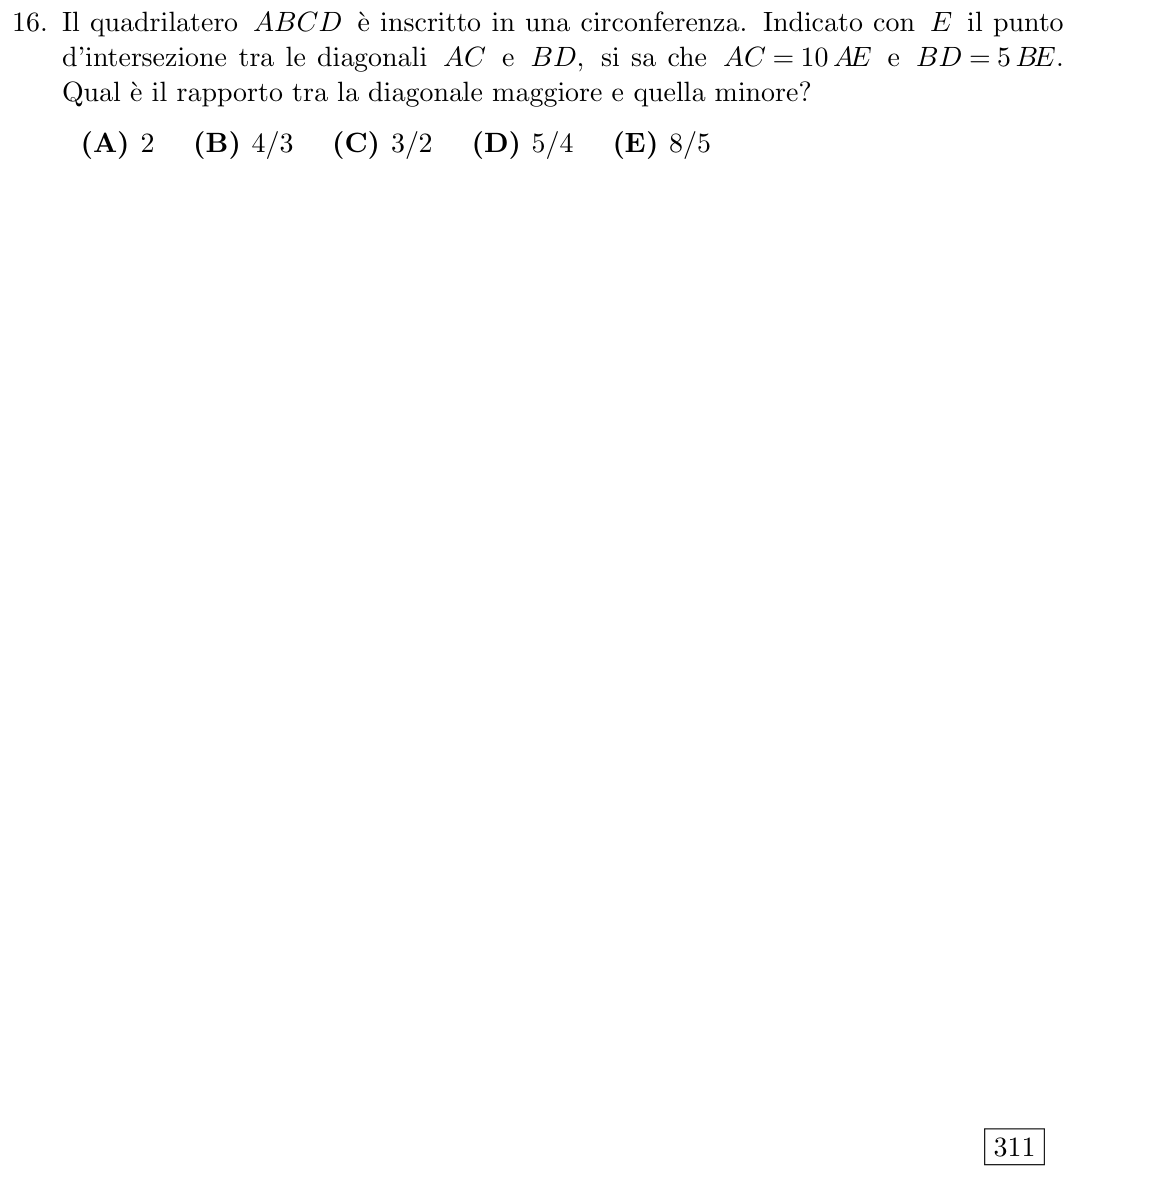 16. Il quadrilatero ABCD è inscritto in una circonferenza. Indicato con E il punto
d'intersezione tra le diagonali AC e BD, si sa che AC = 10 AE e BD = 5 BE.
Qual è il rapporto tra la diagonale maggiore e quella minore?
(A) 2 (B) 4/3 (C) 3/2 (D) 5/4 (E) 8/5
311